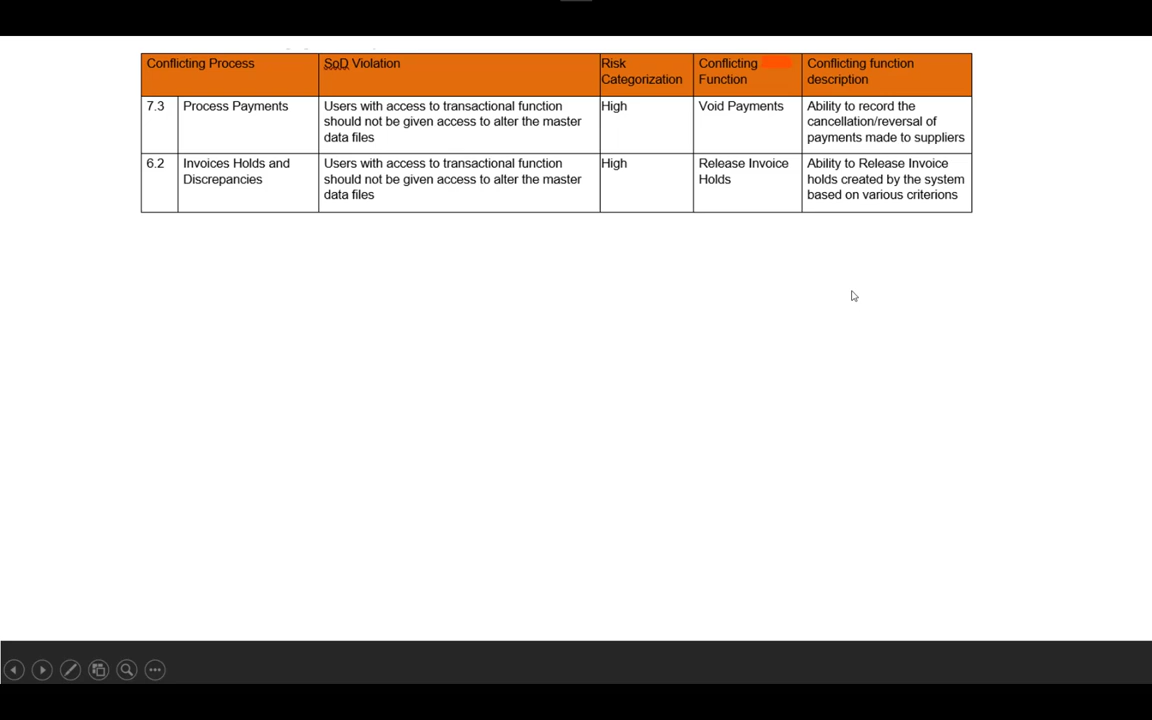 Conflicting Process
SoD Violation
Risk
Categorization
Conflicting
Function
Conflicting function
description
7.3
Process Payments
Users with access to transactional function
should not be given access to alter the master
data files
High
Void Payments
Ability to record the
cancellation/reversal of
payments made to suppliers
6.2
Invoices Holds and
Discrepancies
Users with access to transactional function
should not be given access to alter the master
data files
High
Release Invoice
Holds
Ability to Release Invoice
holds created by the system
based on various criterions